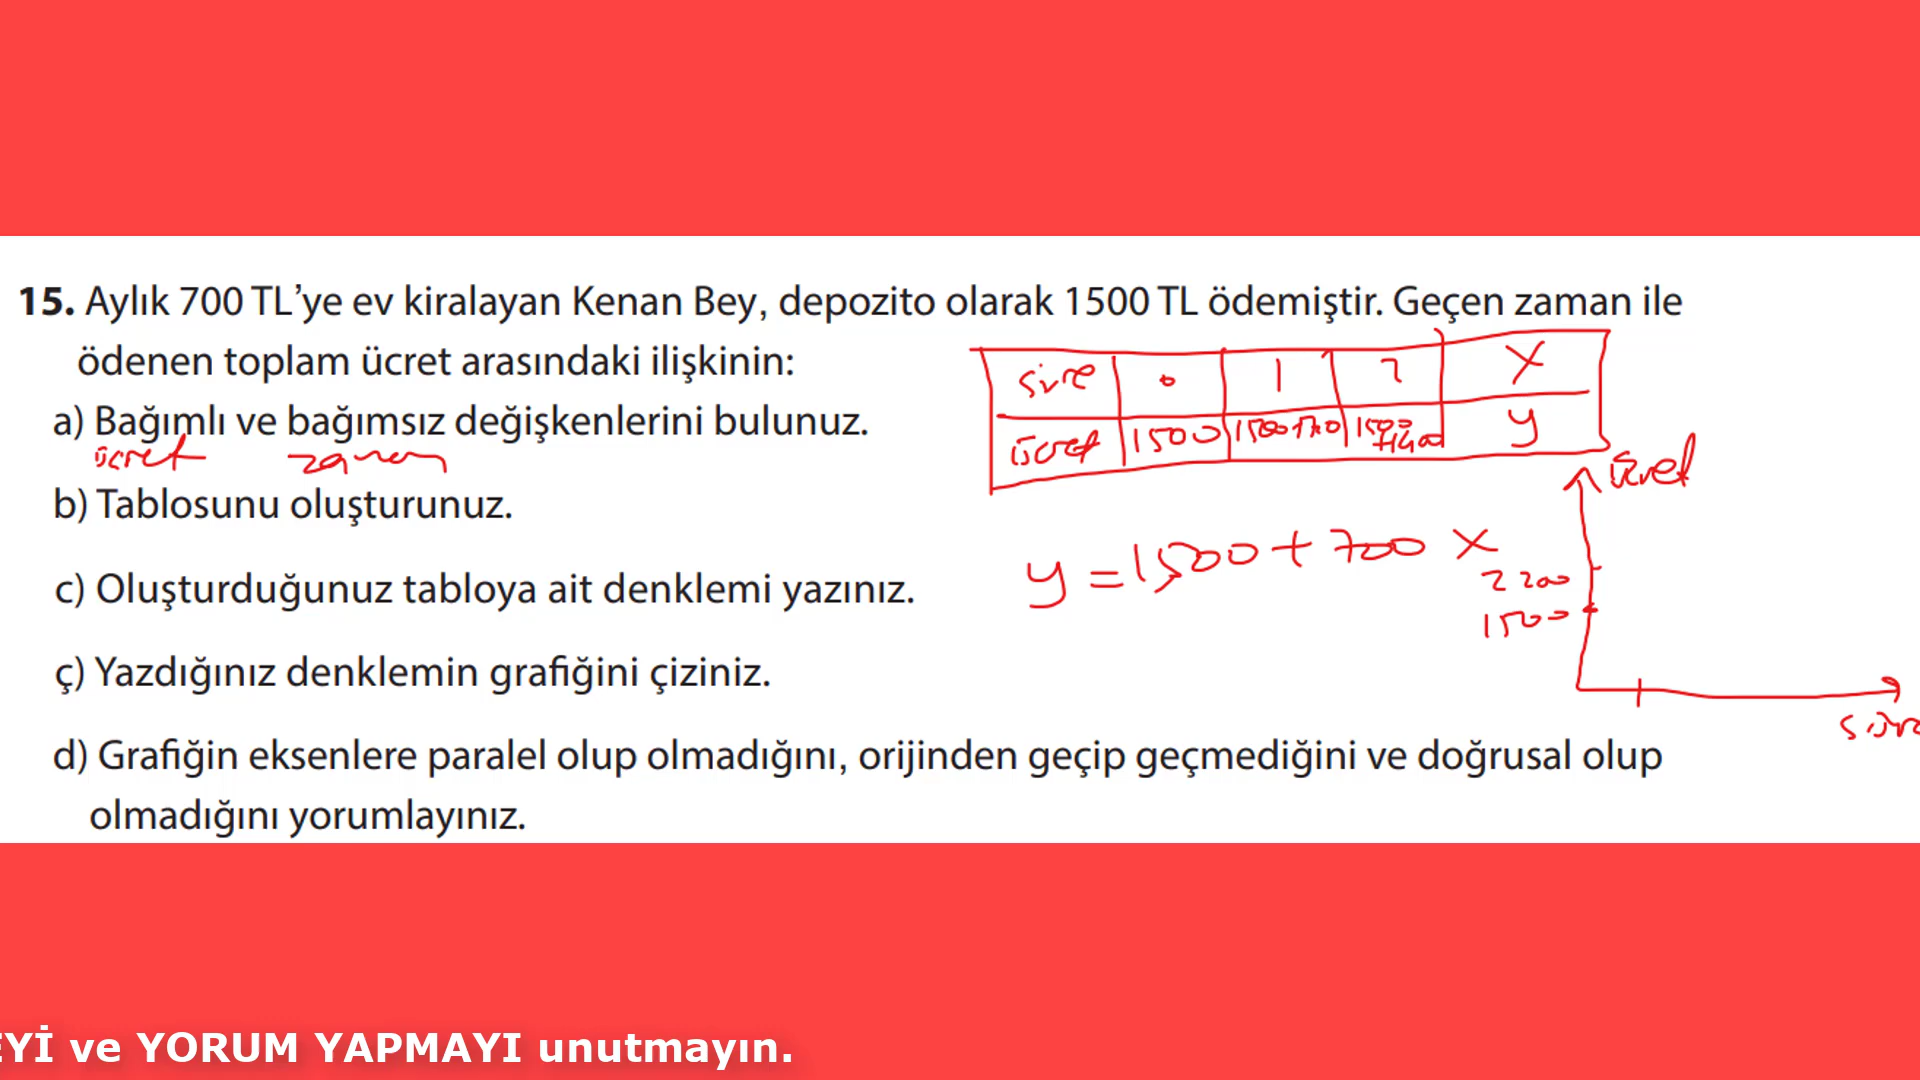 15. Aylık 700 TL’ye ev kiralayan Kenan Bey, depozito olarak 1500 TL ödemiştir. Geçen zaman ile
ödenen toplam ücret arasındaki ilişkinin:
a) Bağımlı ve bağımsız değişkenlerini bulunuz.
ücret zaman
b) Tablosunu oluşturunuz.
c) Oluşturduğunuz tabloya ait denklemi yazınız.
ç) Yazdığınız denklemin grafiğini çiziniz.
d) Grafiğin eksenlere paralel olup olmadığını, orijinden geçip geçmediğini ve doğrusal olup
olmadığını yorumlayınız.
süre 0 1 2 x
ücret 1500 1500+700 1500+1400 y
y = 1500 + 700 x
ücret
2200
1500
süre
EYİ ve YORUM YAPMAYI unutmayın.